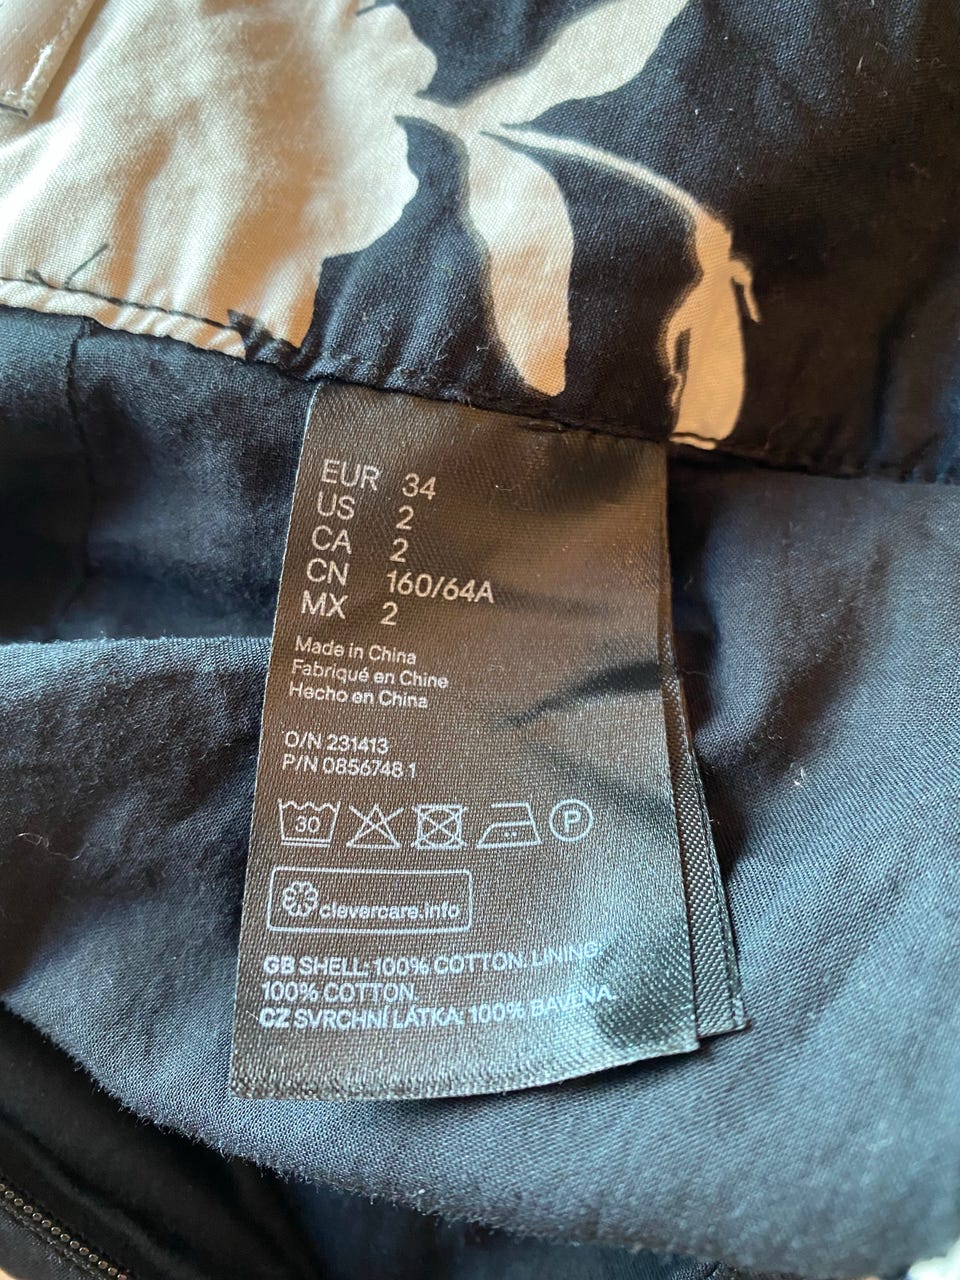 EUR 34
US 2
CA 2
CN 160/64A
MX 2
Made in China
Fabriqué en Chine
Hecho en China
O/N 231413
P/N 0856748 1
30 P
clevercare.info
GB SHELL: 100% COTTON. LINING:
100% COTTON.
CZ SVRCHNÍ LÁTKA: 100% BAVLNA.